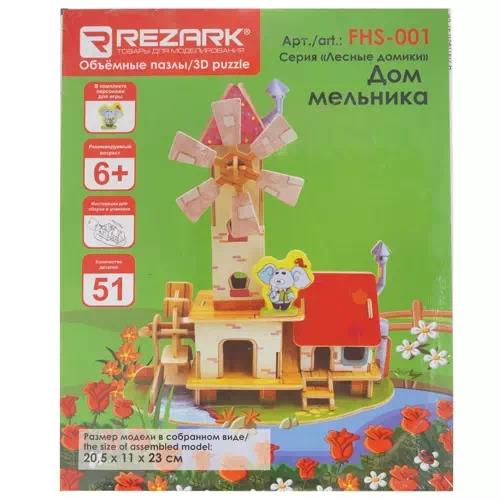 REZARK®
ТОВАРЫ ДЛЯ МОДЕЛИРОВАНИЯ
Объёмные пазлы/3D puzzle
Арт./art.: FHS-001
Серия «Лесные домики»
Дом
мельника
В комплекте
персонажи
для игры
Рекомендуемый
возраст
6+
Инструкция для
сборки в упаковке
Количество
деталей
51
Размер модели в собранном виде/
the size of assembled model:
20,5 x 11 x 23 см